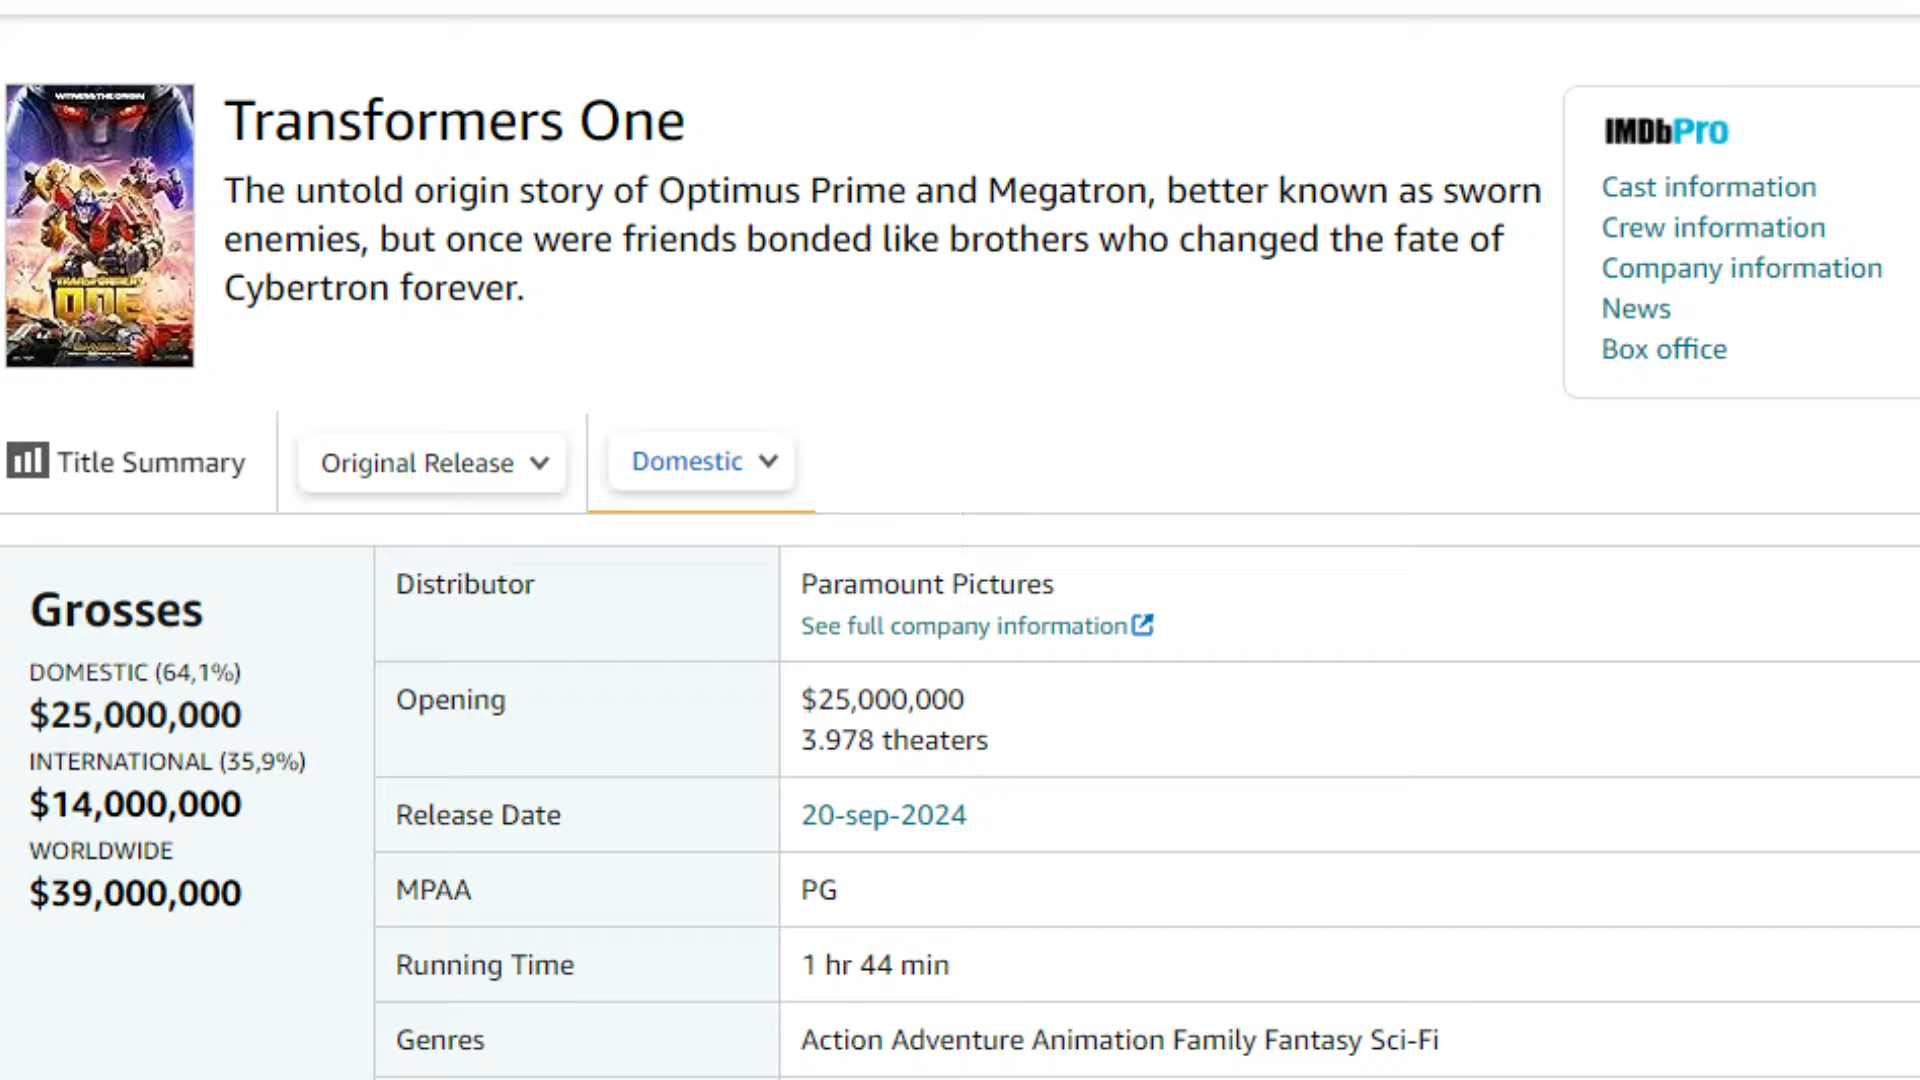 WITNESS THE ORIGIN
TRANSFORMERS
ONE
Transformers One
The untold origin story of Optimus Prime and Megatron, better known as sworn
enemies, but once were friends bonded like brothers who changed the fate of
Cybertron forever.
IMDbPro
Cast information
Crew information
Company information
News
Box office
Title Summary
Original Release
Domestic
Grosses
DOMESTIC (64,1%)
$25,000,000
INTERNATIONAL (35,9%)
$14,000,000
WORLDWIDE
$39,000,000
Distributor
Paramount Pictures
See full company information
Opening
$25,000,000
3.978 theaters
Release Date
20-sep-2024
MPAA
PG
Running Time
1 hr 44 min
Genres
Action Adventure Animation Family Fantasy Sci-Fi